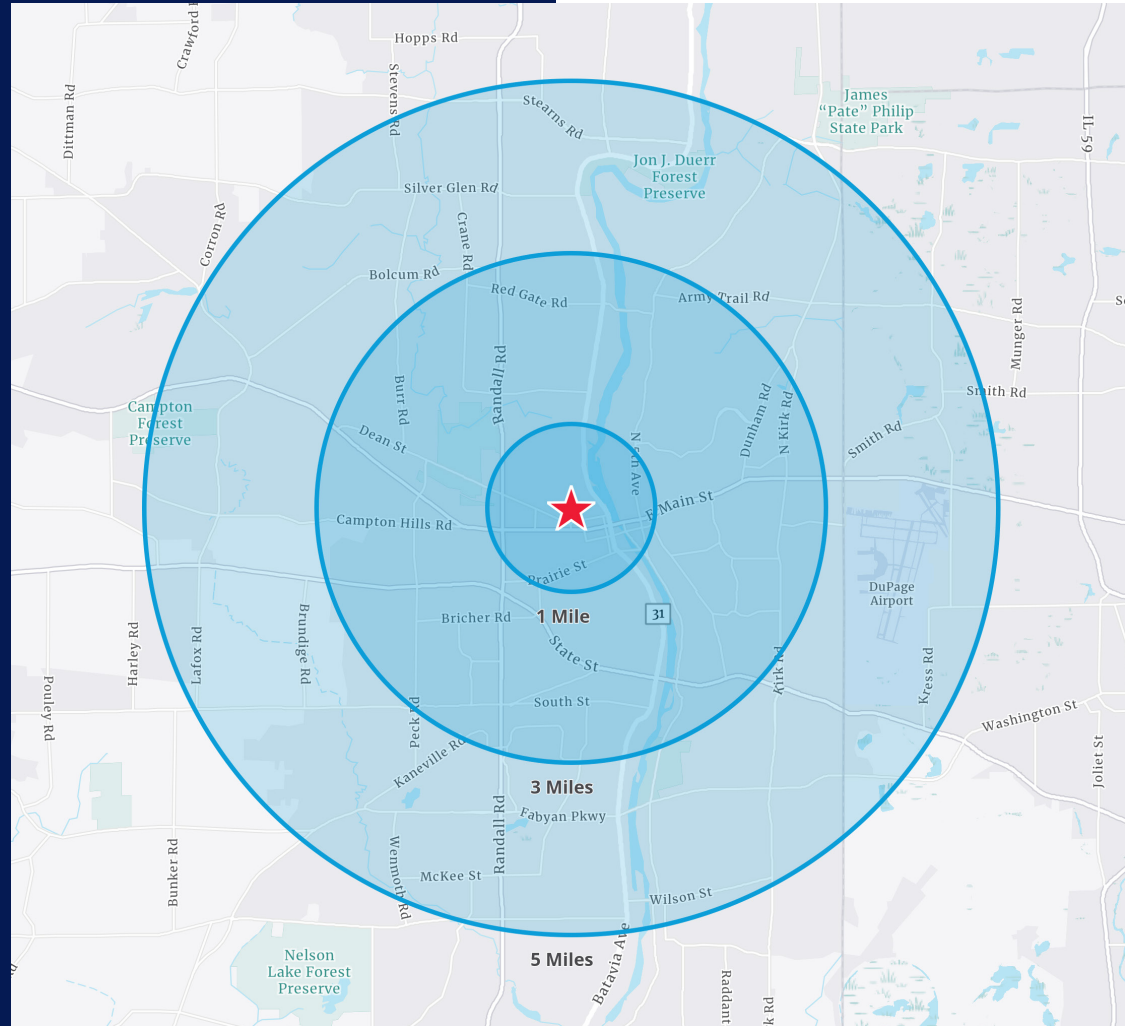 Crawford
Hopps Rd
Stevens Rd
Dittman Rd
Stearns Rd
James
“Pate” Philip
State Park
IL 59
Jon J. Duerr
Forest
Preserve
Silver Glen Rd
Corron Rd
Crane Rd
Bolcum Rd
Red Gate Rd
Army Trail Rd
Munger Rd
Randall Rd
Burr Rd
Smith Rd
Dunham Rd
N Kirk Rd
Campton
Forest
Preserve
Dean St
Smith Rd
N 5th Ave
E Main St
Campton Hills Rd
Prairie St
DuPage
Airport
1 Mile
31
Bricher Rd
Brundige Rd
Harley Rd
Lafox Rd
State St
Kirk Rd
Kress Rd
Pouley Rd
South St
Peck Rd
Washington St
Kaneville Rd
Joliet St
3 Miles
Fabyan Pkwy
Randall Rd
Bunker Rd
Wenmoth Rd
McKee St
Wilson St
Nelson
Lake Forest
Preserve
5 Miles
Batavia Ave
Raddant
k Rd